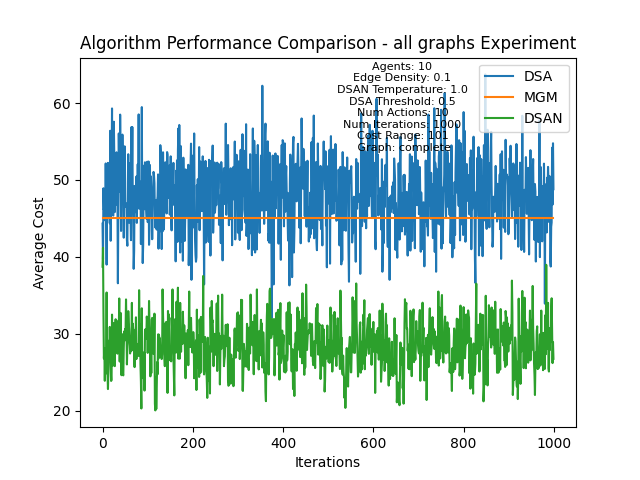 Algorithm Performance Comparison - all graphs Experiment
Agents: 10
Edge Density: 0.1
DSAN Temperature: 1.0
DSA Threshold: 0.5
Num Actions: 10
Num Iterations: 1000
Cost Range: 101
Graph: complete
DSA
MGM
DSAN
60
50
40
30
20
Average Cost
0 200 400 600 800 1000
Iterations